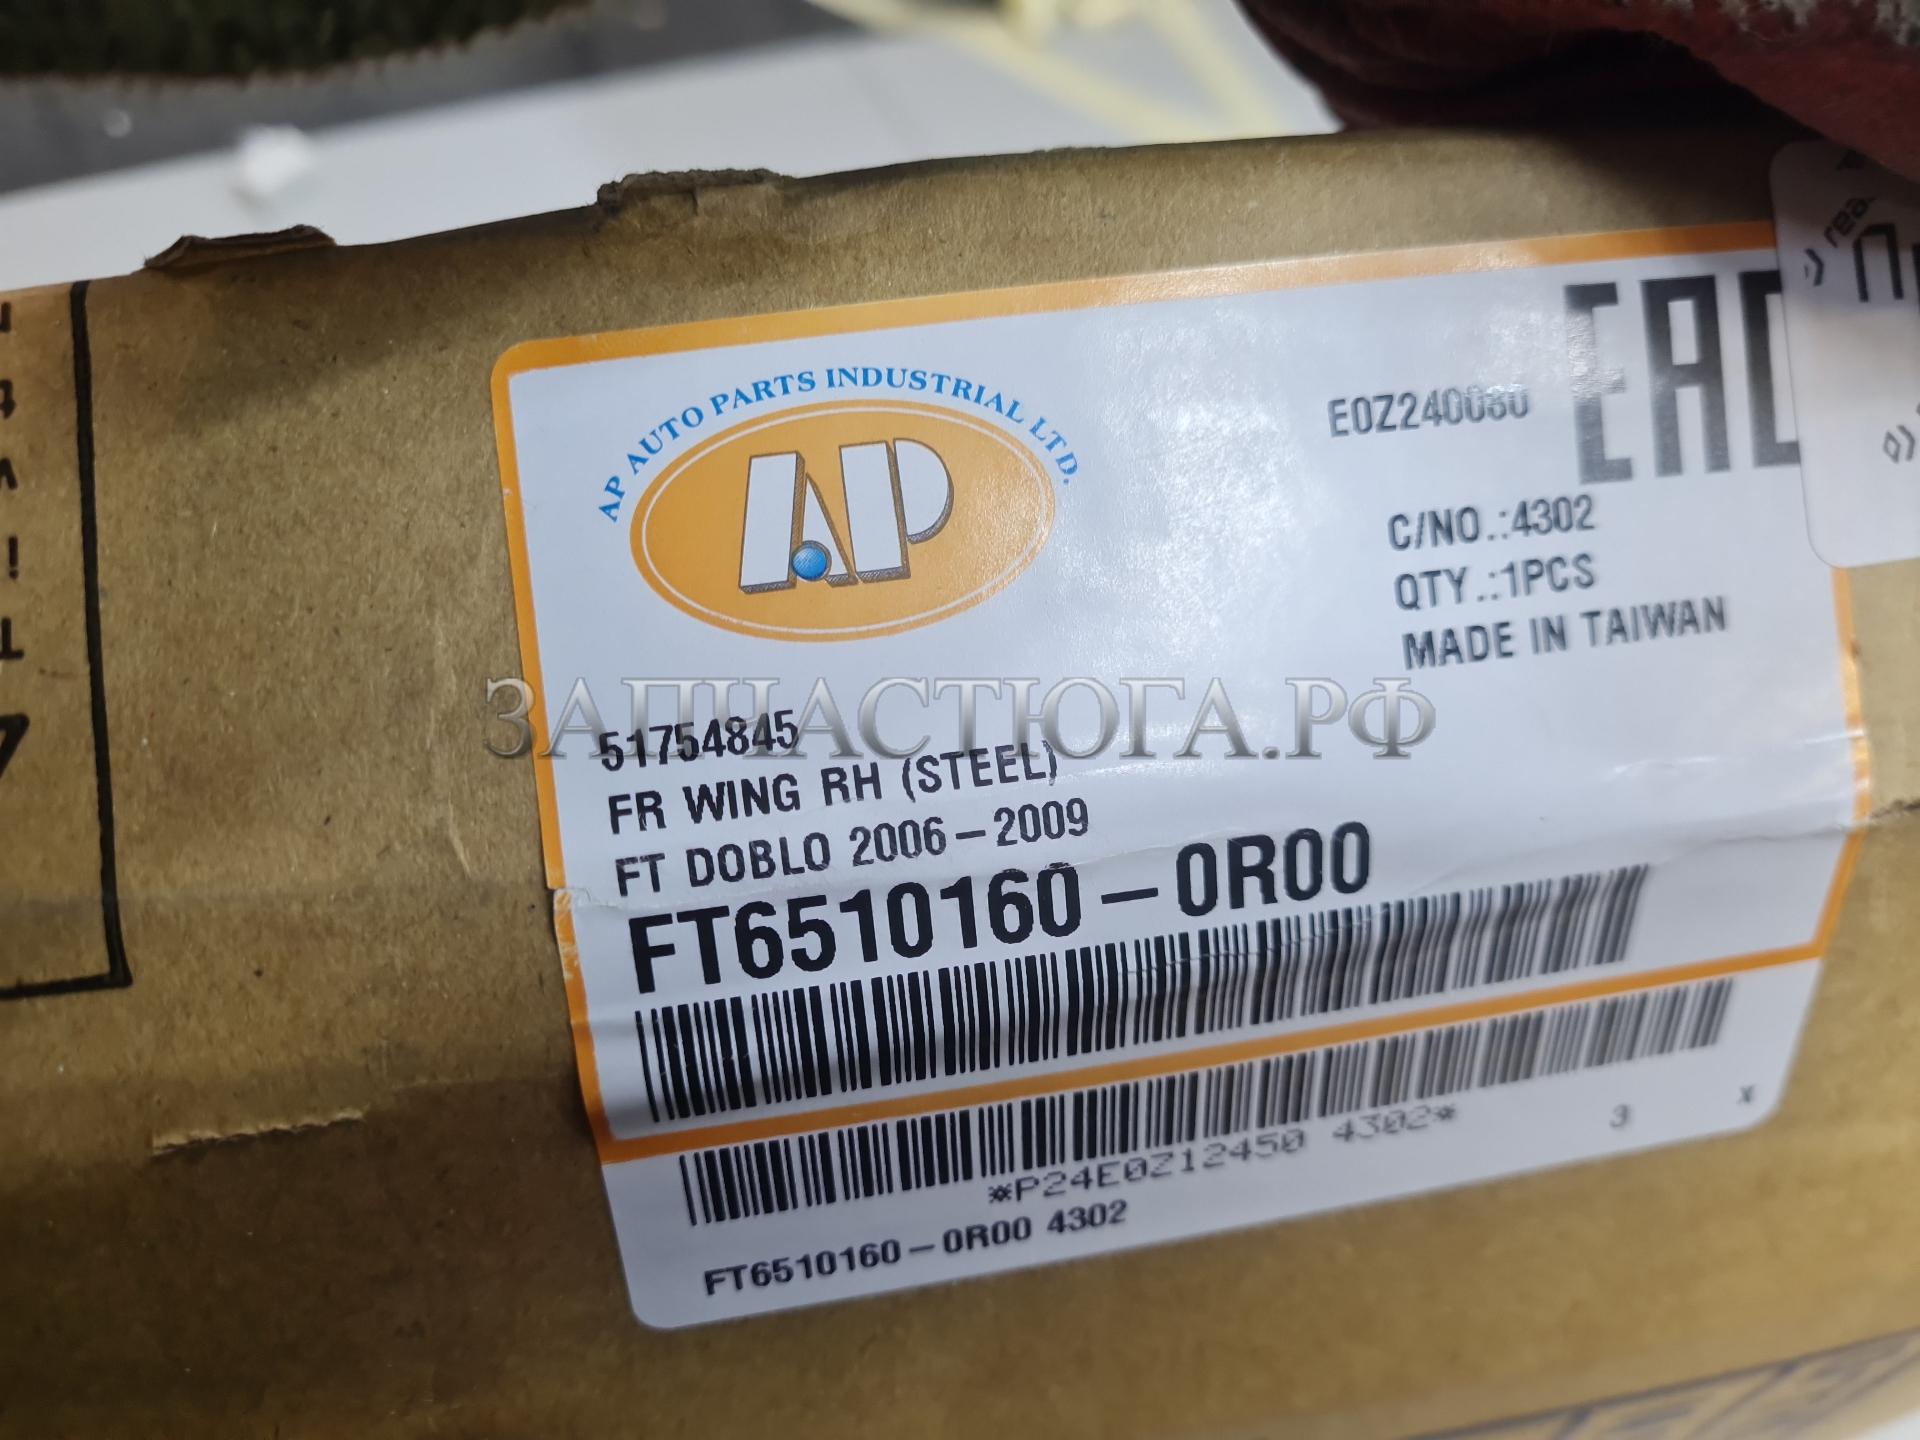 AP AUTO PARTS INDUSTRIAL LTD.
AP
E0Z240080
EAC
C/NO.:4302
QTY.:1PCS
MADE IN TAIWAN
ЗАПЧАСТЮГА.РФ
51754845
FR WING RH (STEEL)
FT DOBLO 2006-2009
FT6510160-0R00
*P24E0Z12450 4302*
3 x
FT6510160-0R00 4302